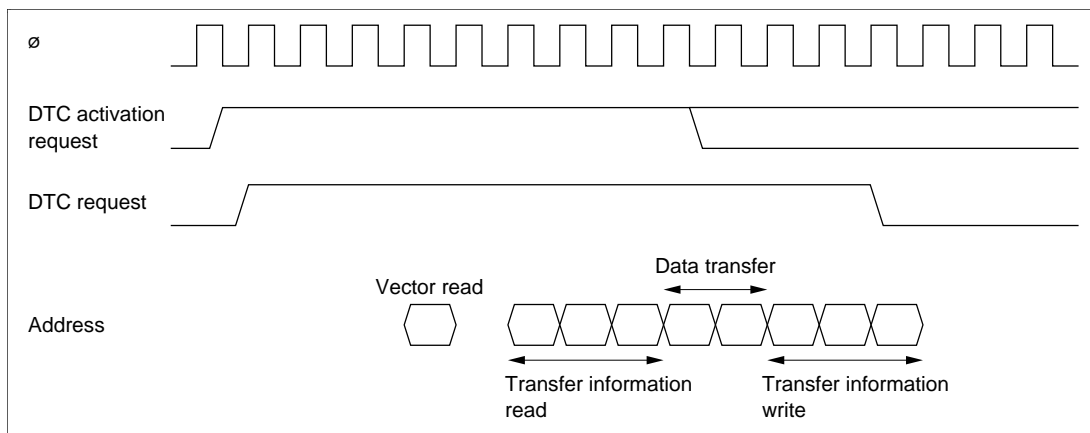 ø
DTC activation
request
DTC request
Data transfer
Vector read
Address
Transfer information
read
Transfer information
write